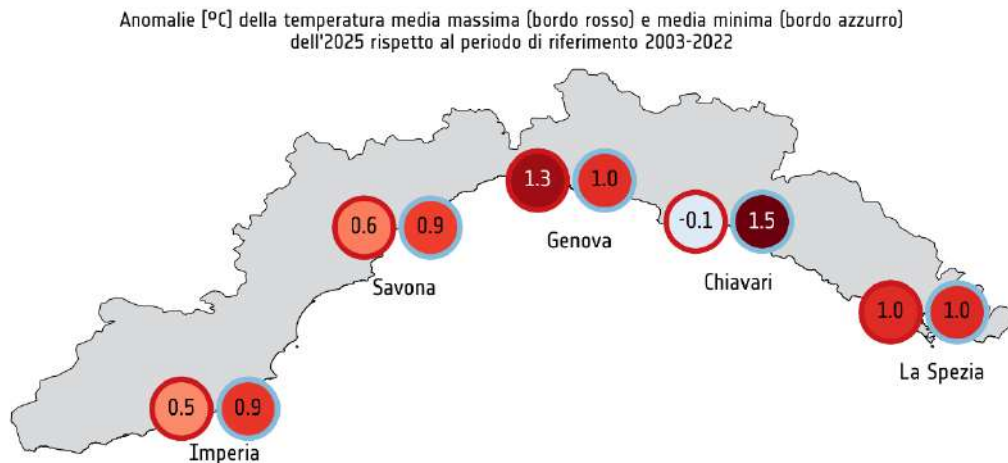 Anomalie [ºC] della temperatura media massima (bordo rosso) e media minima (bordo azzurro)
dell'2025 rispetto al periodo di riferimento 2003-2022
1.3 1.0
Genova
0.6 0.9
Savona
-0.1 1.5
Chiavari
1.0 1.0
La Spezia
0.5 0.9
Imperia